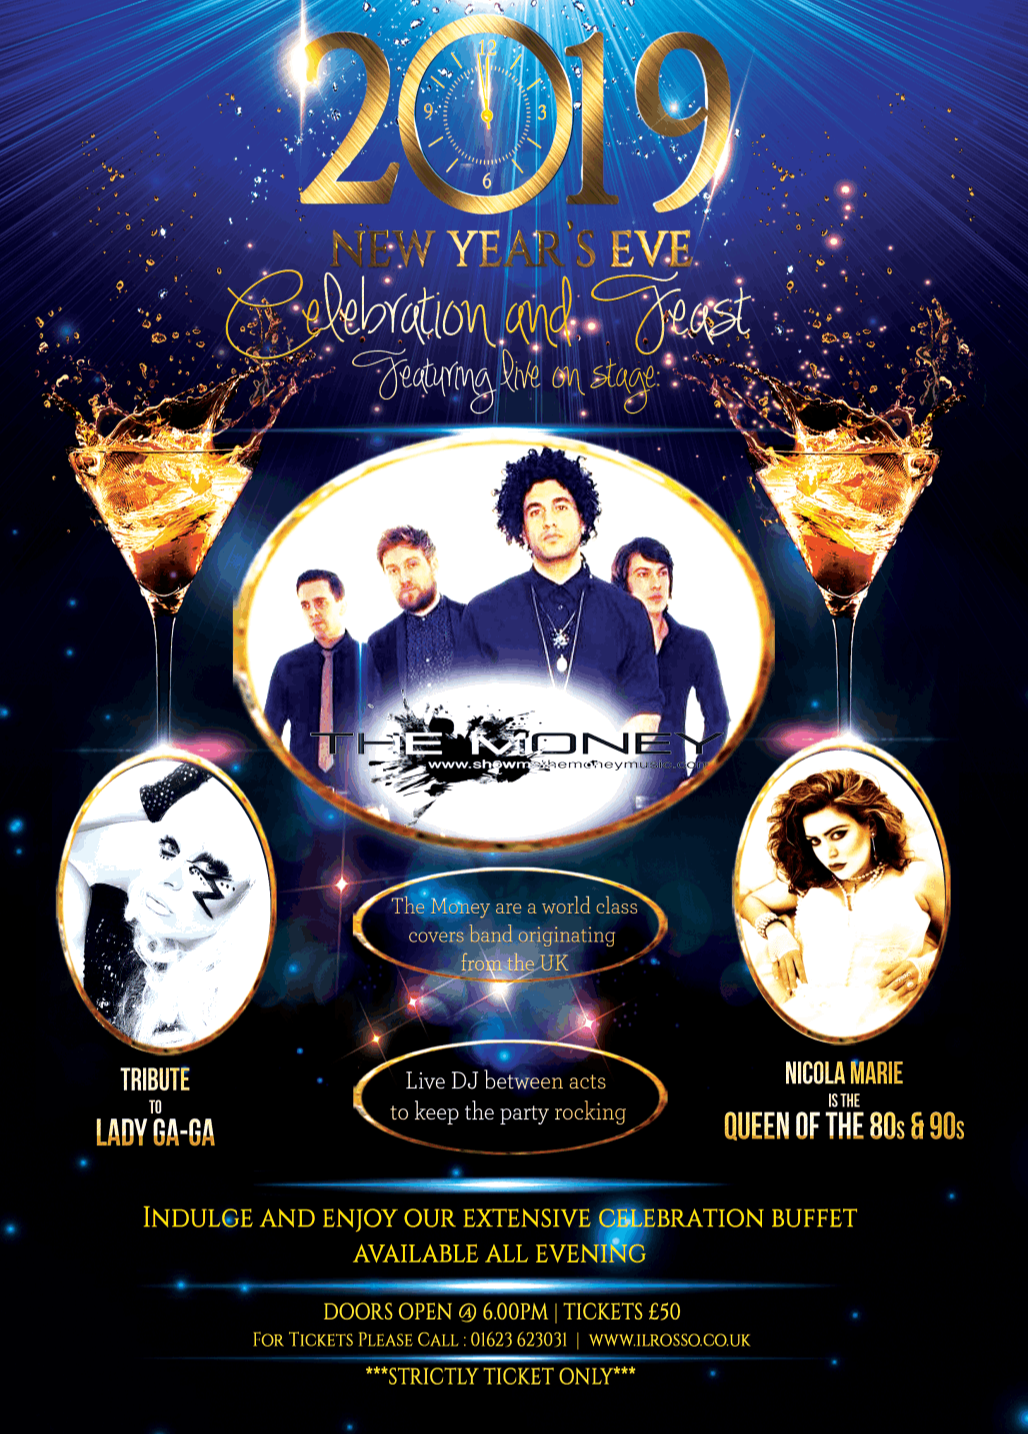 2019
12
9
3
6
NEW YEAR'S EVE
Celebration and Feast
Featuring live on stage:
THE MONEY
www.showmethemoneymusic.com
The Money are a world class
covers band originating
from the UK
Live DJ between acts
to keep the party rocking
TRIBUTE
TO
LADY GA-GA
NICOLA MARIE
IS THE
QUEEN OF THE 80s & 90s
INDULGE AND ENJOY OUR EXTENSIVE CELEBRATION BUFFET
AVAILABLE ALL EVENING
DOORS OPEN @ 6.00PM | TICKETS £50
FOR TICKETS PLEASE CALL : 01623 623031 | WWW.ILROSSO.CO.UK
***STRICTLY TICKET ONLY***